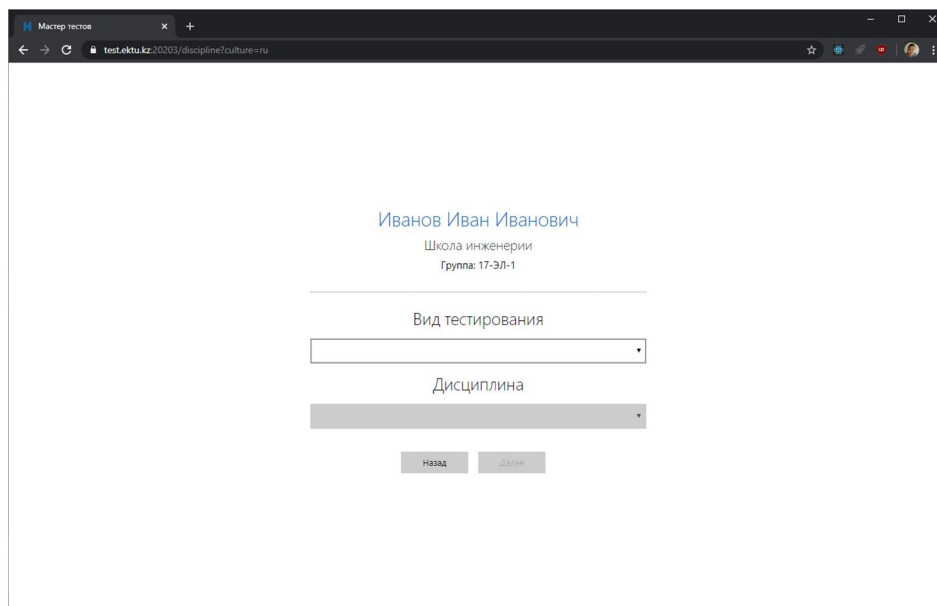 Мастер тестов
test.ektu.kz:20203/discipline?culture=ru
Иванов Иван Иванович
Школа инженерии
Группа: 17-ЭЛ-1
Вид тестирования
Дисциплина
Назад Далее